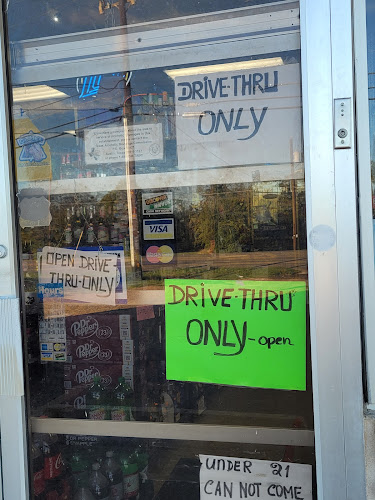 DRIVE-THRU
ONLY
VISA
OPEN DRIVE-
THRU-ONLY
Hours
DRIVE-THRU
ONLY-open
Dr Pepper
Dr Pepper
Dr Pepper
UNDER 21
CAN NOT COME